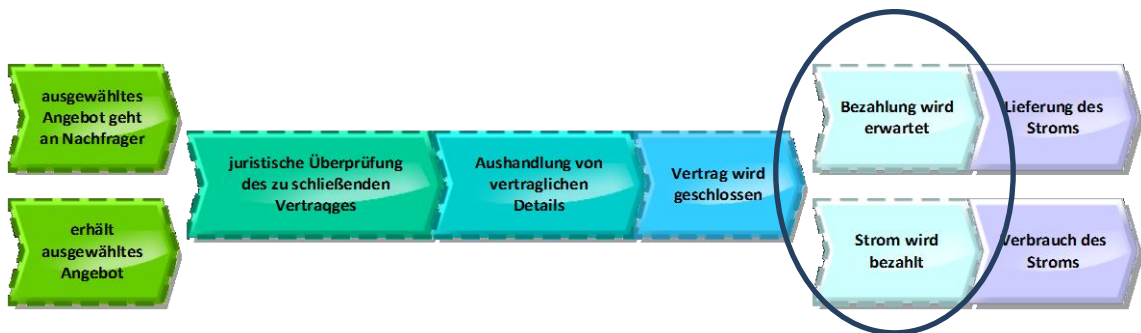 ausgewähltes
Angebot geht
an Nachfrager
erhält
ausgewähltes
Angebot
juristische Überprüfung
des zu schließenden
Vertraqges
Aushandlung von
vertraglichen
Details
Vertrag wird
geschlossen
Bezahlung wird
erwartet
Lieferung des
Stroms
Strom wird
bezahlt
Verbrauch des
Stroms